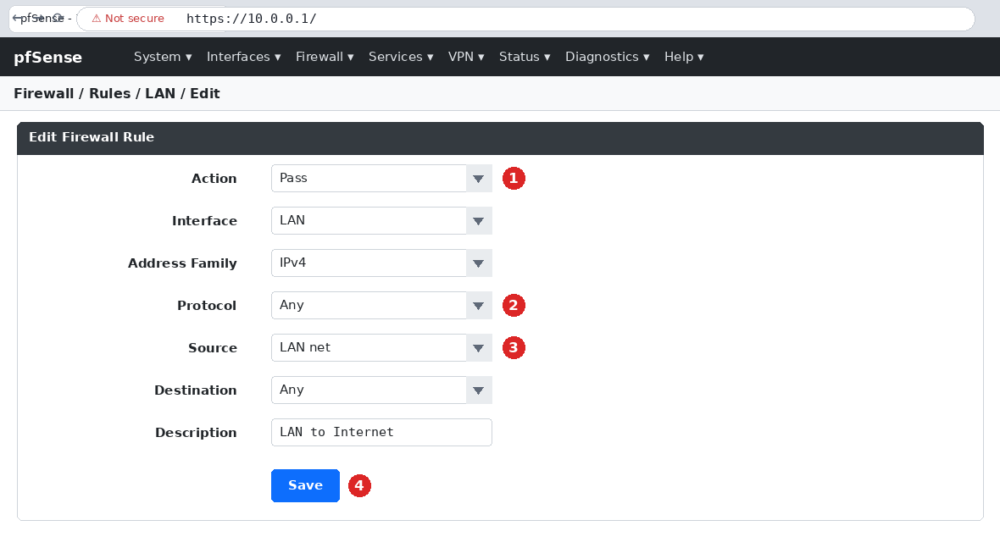 pfSense -
⚠ Not secure https://10.0.0.1/
pfSense System ▾ Interfaces ▾ Firewall ▾ Services ▾ VPN ▾ Status ▾ Diagnostics ▾ Help ▾
Firewall / Rules / LAN / Edit
Edit Firewall Rule
Action Pass 1
Interface LAN
Address Family IPv4
Protocol Any 2
Source LAN net 3
Destination Any
Description LAN to Internet
Save 4